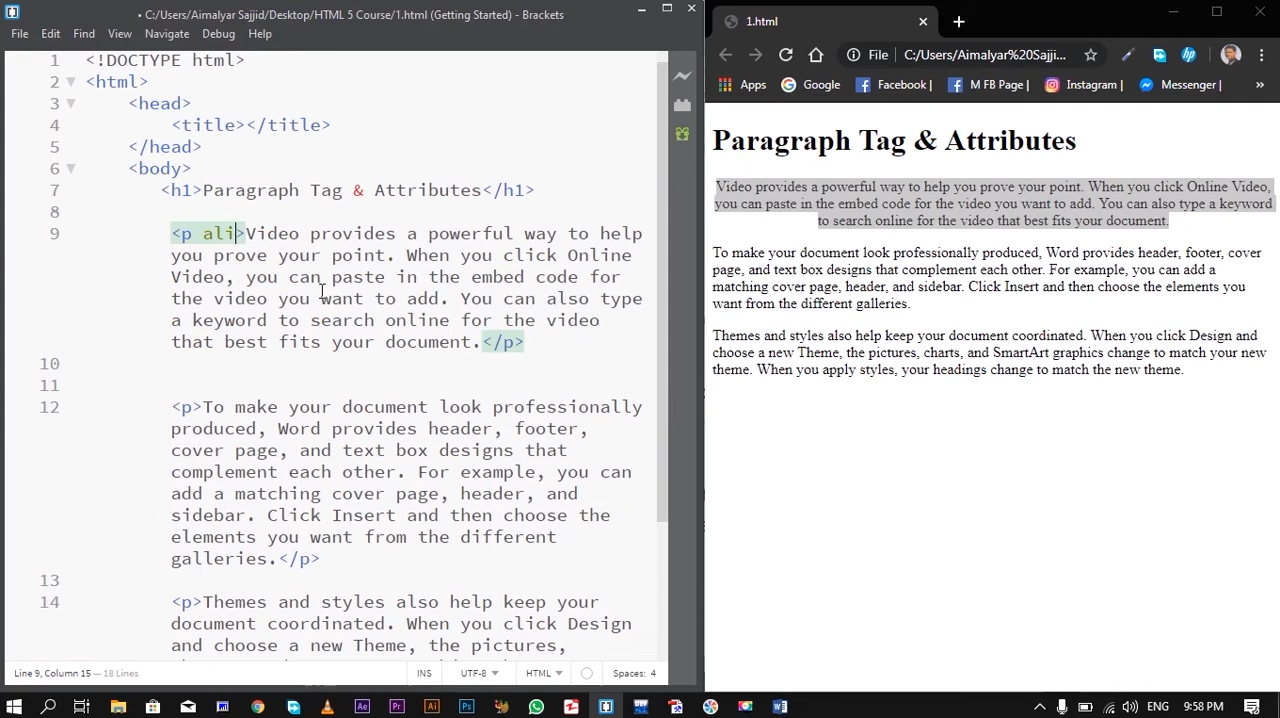 • C:/Users/Aimalyar Sajjid/Desktop/HTML 5 Course/1.html (Getting Started) - Brackets
File Edit Find View Navigate Debug Help
1 <!DOCTYPE html>
2 <html>
3 <head>
4 <title></title>
5 </head>
6 <body>
7 <h1>Paragraph Tag & Attributes</h1>
8
9 <p ali>Video provides a powerful way to help
you prove your point. When you click Online
Video, you can paste in the embed code for
the video you want to add. You can also type
a keyword to search online for the video
that best fits your document.</p>
10
11
12 <p>To make your document look professionally
produced, Word provides header, footer,
cover page, and text box designs that
complement each other. For example, you can
add a matching cover page, header, and
sidebar. Click Insert and then choose the
elements you want from the different
galleries.</p>
13
14 <p>Themes and styles also help keep your
document coordinated. When you click Design
and choose a new Theme, the pictures,
Line 9, Column 15 — 18 Lines INS UTF-8 HTML Spaces: 4
1.html
File C:/Users/Aimalyar%20Sajji...
Apps Google Facebook | M FB Page | Instagram | Messenger | »
Paragraph Tag & Attributes
Video provides a powerful way to help you prove your point. When you click Online Video,
you can paste in the embed code for the video you want to add. You can also type a keyword
to search online for the video that best fits your document.
To make your document look professionally produced, Word provides header, footer, cover
page, and text box designs that complement each other. For example, you can add a
matching cover page, header, and sidebar. Click Insert and then choose the elements you
want from the different galleries.
Themes and styles also help keep your document coordinated. When you click Design and
choose a new Theme, the pictures, charts, and SmartArt graphics change to match your new
theme. When you apply styles, your headings change to match the new theme.
Ae Pr Ai Ps
ENG 9:58 PM